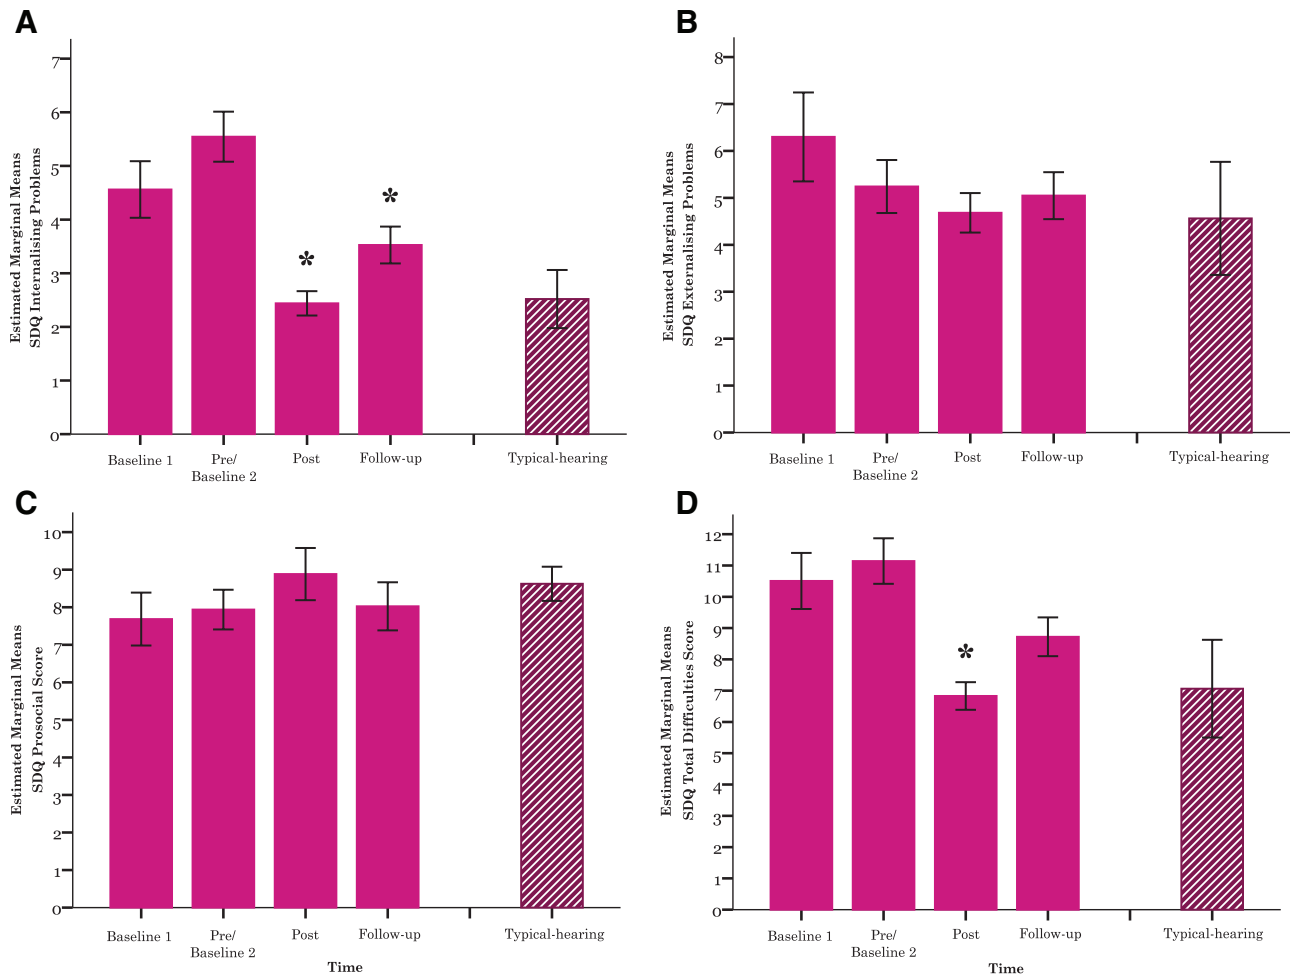 A
Estimated Marginal Means
SDQ Internalising Problems
7
6
5
4
3
2
1
0
*
*
Baseline 1
Pre/
Baseline 2
Post
Follow-up
Typical-hearing
B
Estimated Marginal Means
SDQ Externalising Problems
8
7
6
5
4
3
2
1
0
Baseline 1
Pre/
Baseline 2
Post
Follow-up
Typical-hearing
C
Estimated Marginal Means
SDQ Prosocial Score
10
9
8
7
6
5
4
3
2
1
0
Baseline 1
Pre/
Baseline 2
Post
Follow-up
Typical-hearing
Time
D
Estimated Marginal Means
SDQ Total Difficulties Score
12
11
10
9
8
7
6
5
4
3
2
1
0
*
Baseline 1
Pre/
Baseline 2
Post
Follow-up
Typical-hearing
Time